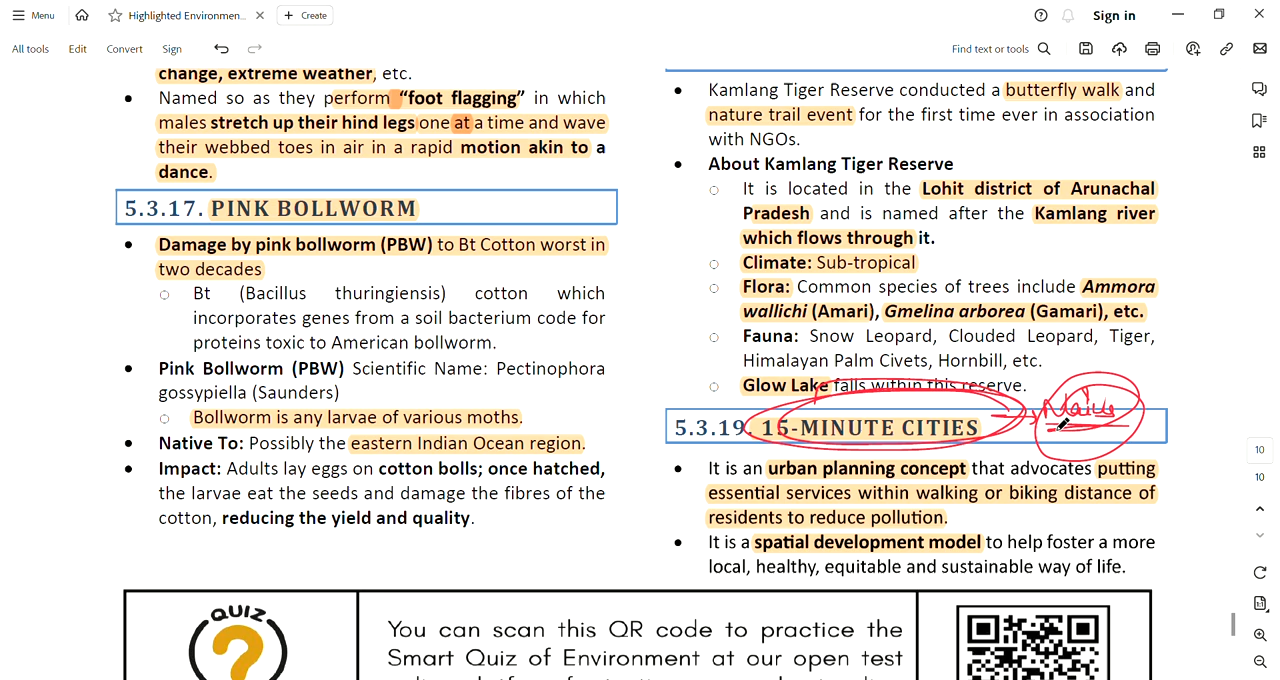 Menu
Highlighted Environmen...
Create
Sign in
All tools
Edit
Convert
Sign
Find text or tools
change, extreme weather, etc.
• Named so as they perform “foot flagging” in which
males stretch up their hind legs one at a time and wave
their webbed toes in air in a rapid motion akin to a
dance.
5.3.17. PINK BOLLWORM
• Damage by pink bollworm (PBW) to Bt Cotton worst in
two decades
○ Bt (Bacillus thuringiensis) cotton which
incorporates genes from a soil bacterium code for
proteins toxic to American bollworm.
• Pink Bollworm (PBW) Scientific Name: Pectinophora
gossypiella (Saunders)
○ Bollworm is any larvae of various moths.
• Native To: Possibly the eastern Indian Ocean region.
• Impact: Adults lay eggs on cotton bolls; once hatched,
the larvae eat the seeds and damage the fibres of the
cotton, reducing the yield and quality.
• Kamlang Tiger Reserve conducted a butterfly walk and
nature trail event for the first time ever in association
with NGOs.
• About Kamlang Tiger Reserve
○ It is located in the Lohit district of Arunachal
Pradesh and is named after the Kamlang river
which flows through it.
○ Climate: Sub-tropical
○ Flora: Common species of trees include Ammora
wallichi (Amari), Gmelina arborea (Gamari), etc.
○ Fauna: Snow Leopard, Clouded Leopard, Tiger,
Himalayan Palm Civets, Hornbill, etc.
○ Glow Lake falls within this reserve.
5.3.19. 15-MINUTE CITIES
• It is an urban planning concept that advocates putting
essential services within walking or biking distance of
residents to reduce pollution.
• It is a spatial development model to help foster a more
local, healthy, equitable and sustainable way of life.
10
10
QUIZ
You can scan this QR code to practice the
Smart Quiz of Environment at our open test